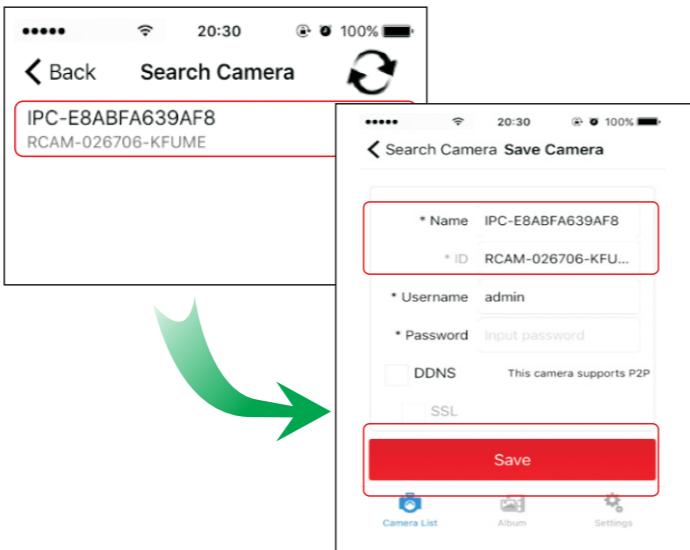 20:30 100%
Back Search Camera
IPC-E8ABFA639AF8
RCAM-026706-KFUME
20:30 100%
Search Camera Save Camera
* Name IPC-E8ABFA639AF8
* ID RCAM-026706-KFU...
* Username admin
* Password Input password
DDNS This camera supports P2P
SSL
Save
Camera List Album Settings